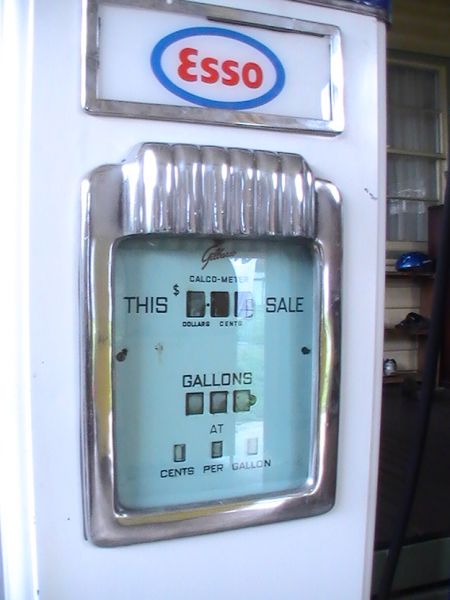 Esso
Gilbarco
CALCO-METER
THIS $ SALE
DOLLARS CENTS
GALLONS
AT
CENTS PER GALLON